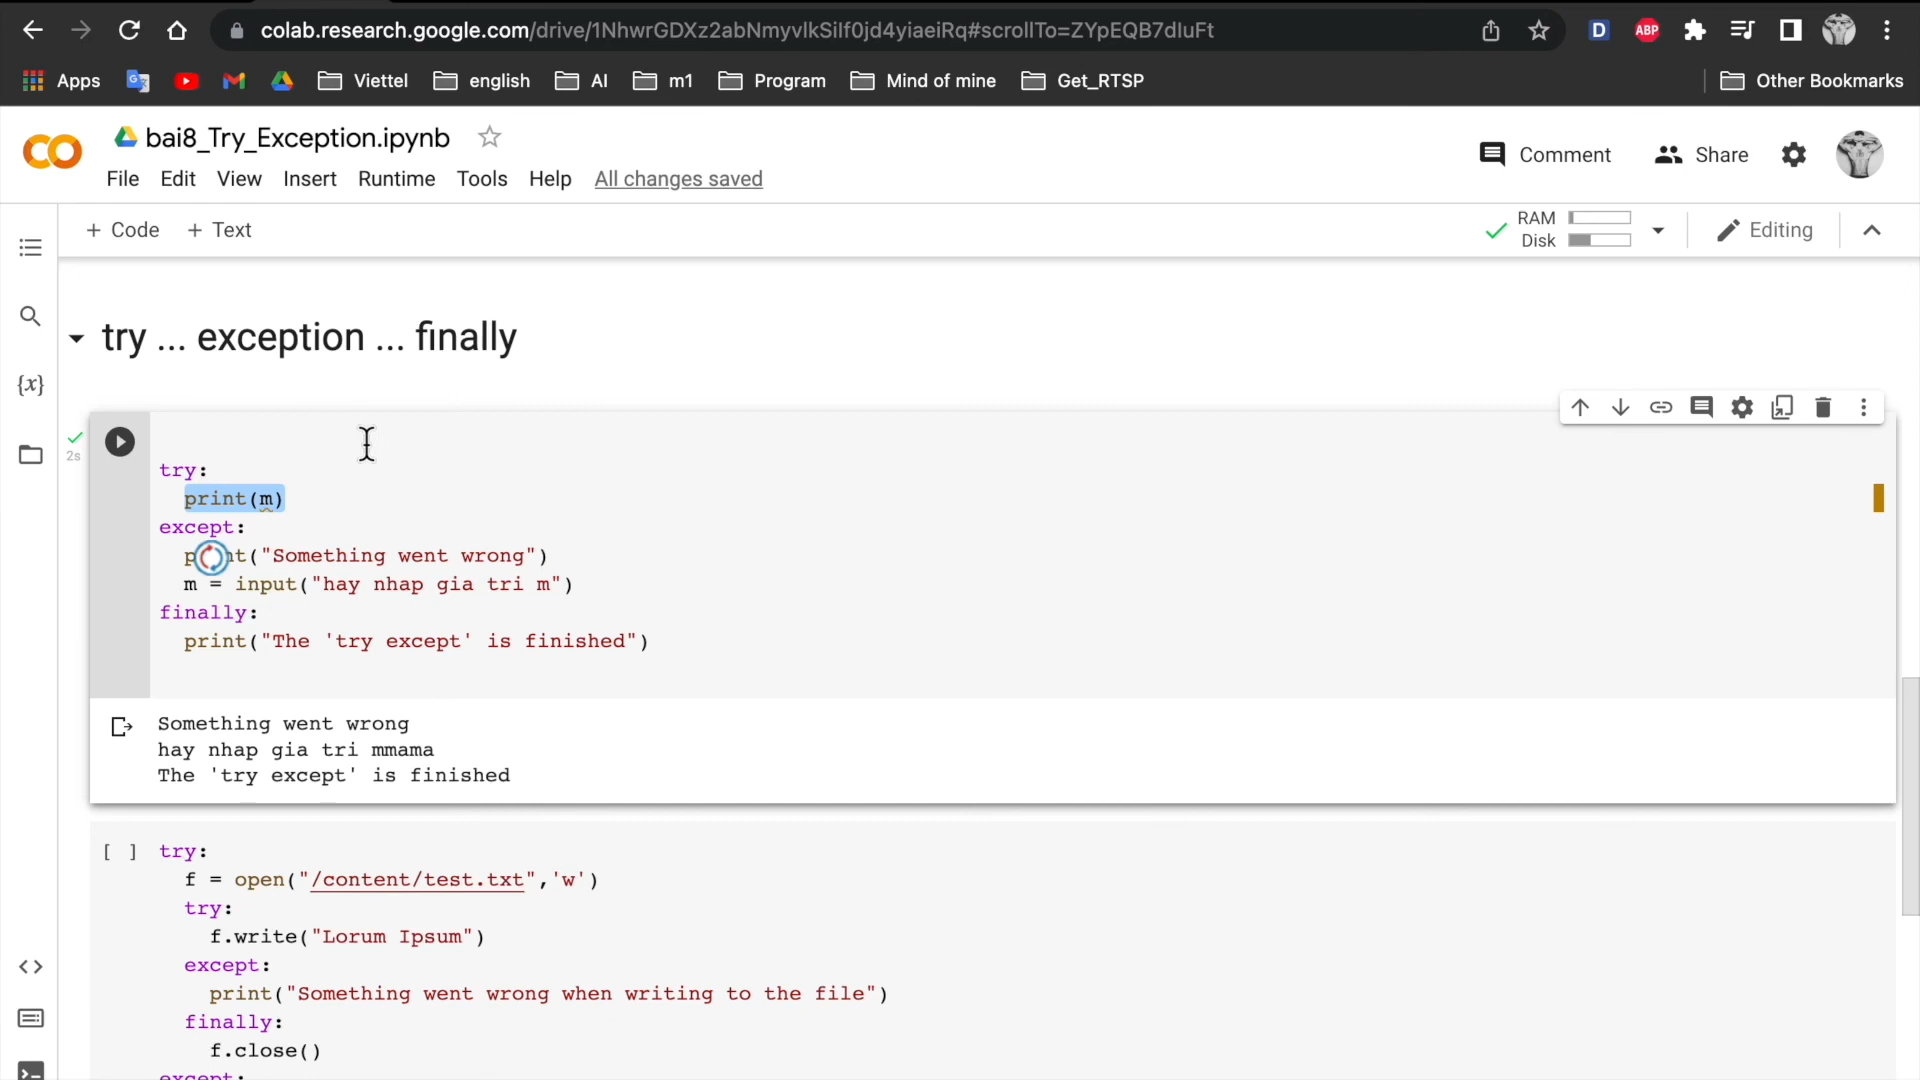 colab.research.google.com/drive/1NhwrGDXz2abNmyvlkSilf0jd4yiaeiRq#scrollTo=ZYpEQB7dIuFt
D
ABP
Apps
Viettel
english
AI
m1
Program
Mind of mine
Get_RTSP
Other Bookmarks
bai8_Try_Exception.ipynb
Comment
Share
File Edit View Insert Runtime Tools Help All changes saved
+ Code + Text
RAM
Disk
Editing
try ... exception ... finally
{x}
2s
try:
print(m)
except:
print("Something went wrong")
m = input("hay nhap gia tri m")
finally:
print("The 'try except' is finished")
Something went wrong
hay nhap gia tri mmama
The 'try except' is finished
[ ] try:
f = open("/content/test.txt",'w')
try:
f.write("Lorum Ipsum")
except:
print("Something went wrong when writing to the file")
finally:
f.close()
except: